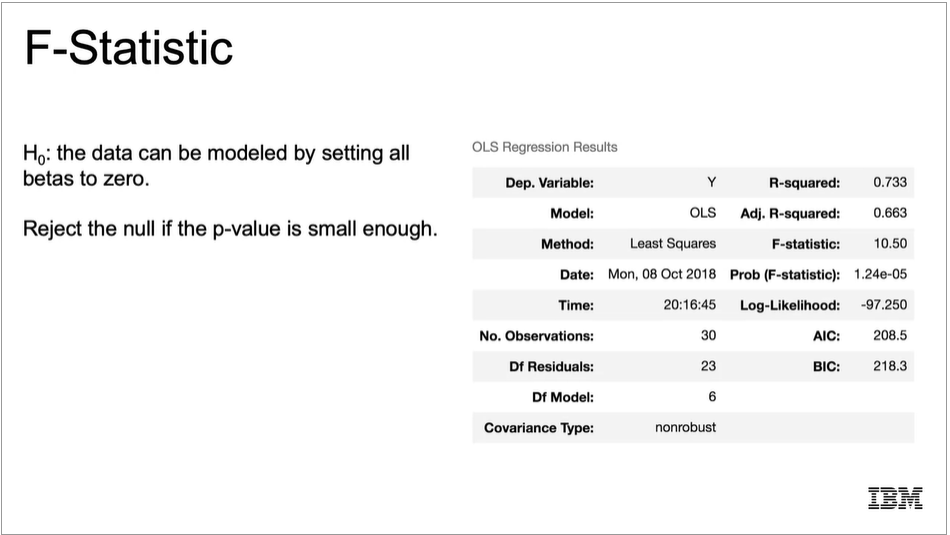 F-Statistic
H₀: the data can be modeled by setting all
betas to zero.
Reject the null if the p-value is small enough.
OLS Regression Results
Dep. Variable: Y R-squared: 0.733
Model: OLS Adj. R-squared: 0.663
Method: Least Squares F-statistic: 10.50
Date: Mon, 08 Oct 2018 Prob (F-statistic): 1.24e-05
Time: 20:16:45 Log-Likelihood: -97.250
No. Observations: 30 AIC: 208.5
Df Residuals: 23 BIC: 218.3
Df Model: 6
Covariance Type: nonrobust
IBM